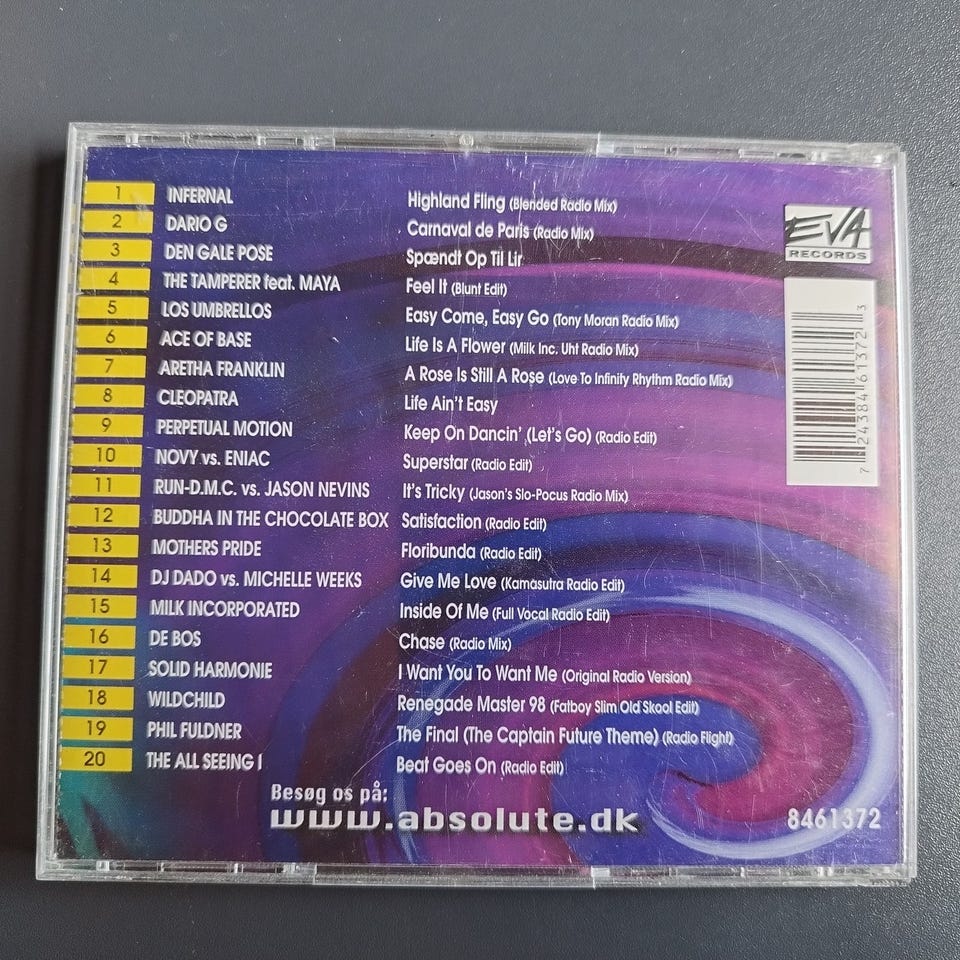 1 INFERNAL Highland Fling (Blended Radio Mix)
2 DARIO G Carnaval de Paris (Radio Mix)
3 DEN GALE POSE Spændt Op Til Lir
4 THE TAMPERER feat. MAYA Feel It (Blunt Edit)
5 LOS UMBRELLOS Easy Come, Easy Go (Tony Moran Radio Mix)
6 ACE OF BASE Life Is A Flower (Milk Inc. Uht Radio Mix)
7 ARETHA FRANKLIN A Rose Is Still A Rose (Love To Infinity Rhythm Radio Mix)
8 CLEOPATRA Life Ain't Easy
9 PERPETUAL MOTION Keep On Dancin' (Let's Go) (Radio Edit)
10 NOVY vs. ENIAC Superstar (Radio Edit)
11 RUN-D.M.C. vs. JASON NEVINS It's Tricky (Jason's Slo-Pocus Radio Mix)
12 BUDDHA IN THE CHOCOLATE BOX Satisfaction (Radio Edit)
13 MOTHERS PRIDE Floribunda (Radio Edit)
14 DJ DADO vs. MICHELLE WEEKS Give Me Love (Kamasutra Radio Edit)
15 MILK INCORPORATED Inside Of Me (Full Vocal Radio Edit)
16 DE BOS Chase (Radio Mix)
17 SOLID HARMONIE I Want You To Want Me (Original Radio Version)
18 WILDCHILD Renegade Master 98 (Fatboy Slim Old Skool Edit)
19 PHIL FULDNER The Final (The Captain Future Theme) (Radio Flight)
20 THE ALL SEEING I Beat Goes On (Radio Edit)
EVA
RECORDS
7 24384 61372 3
Besøg os på:
www.absolute.dk
8461372